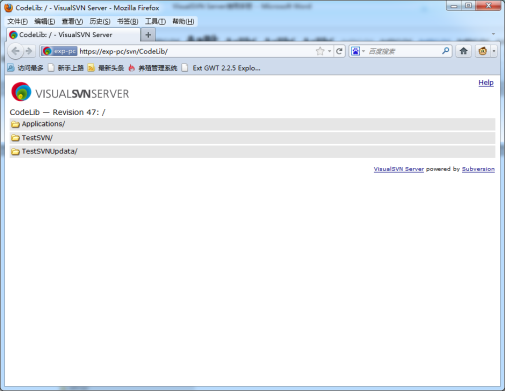 CodeLib: / - VisualSVN Server - Mozilla Firefox
文件(F) 编辑(E) 查看(V) 历史(S) 书签(B) 工具(T) 帮助(H)
CodeLib: / - VisualSVN Server
exp-pc https://exp-pc/svn/CodeLib/ 百度搜索
访问最多 新手上路 最新头条 养殖管理系统 Ext GWT 2.2.5 Explo...
Help
VISUALSVNSERVER
CodeLib — Revision 47: /
Applications/
TestSVN/
TestSVNUpdata/
VisualSVN Server powered by Subversion